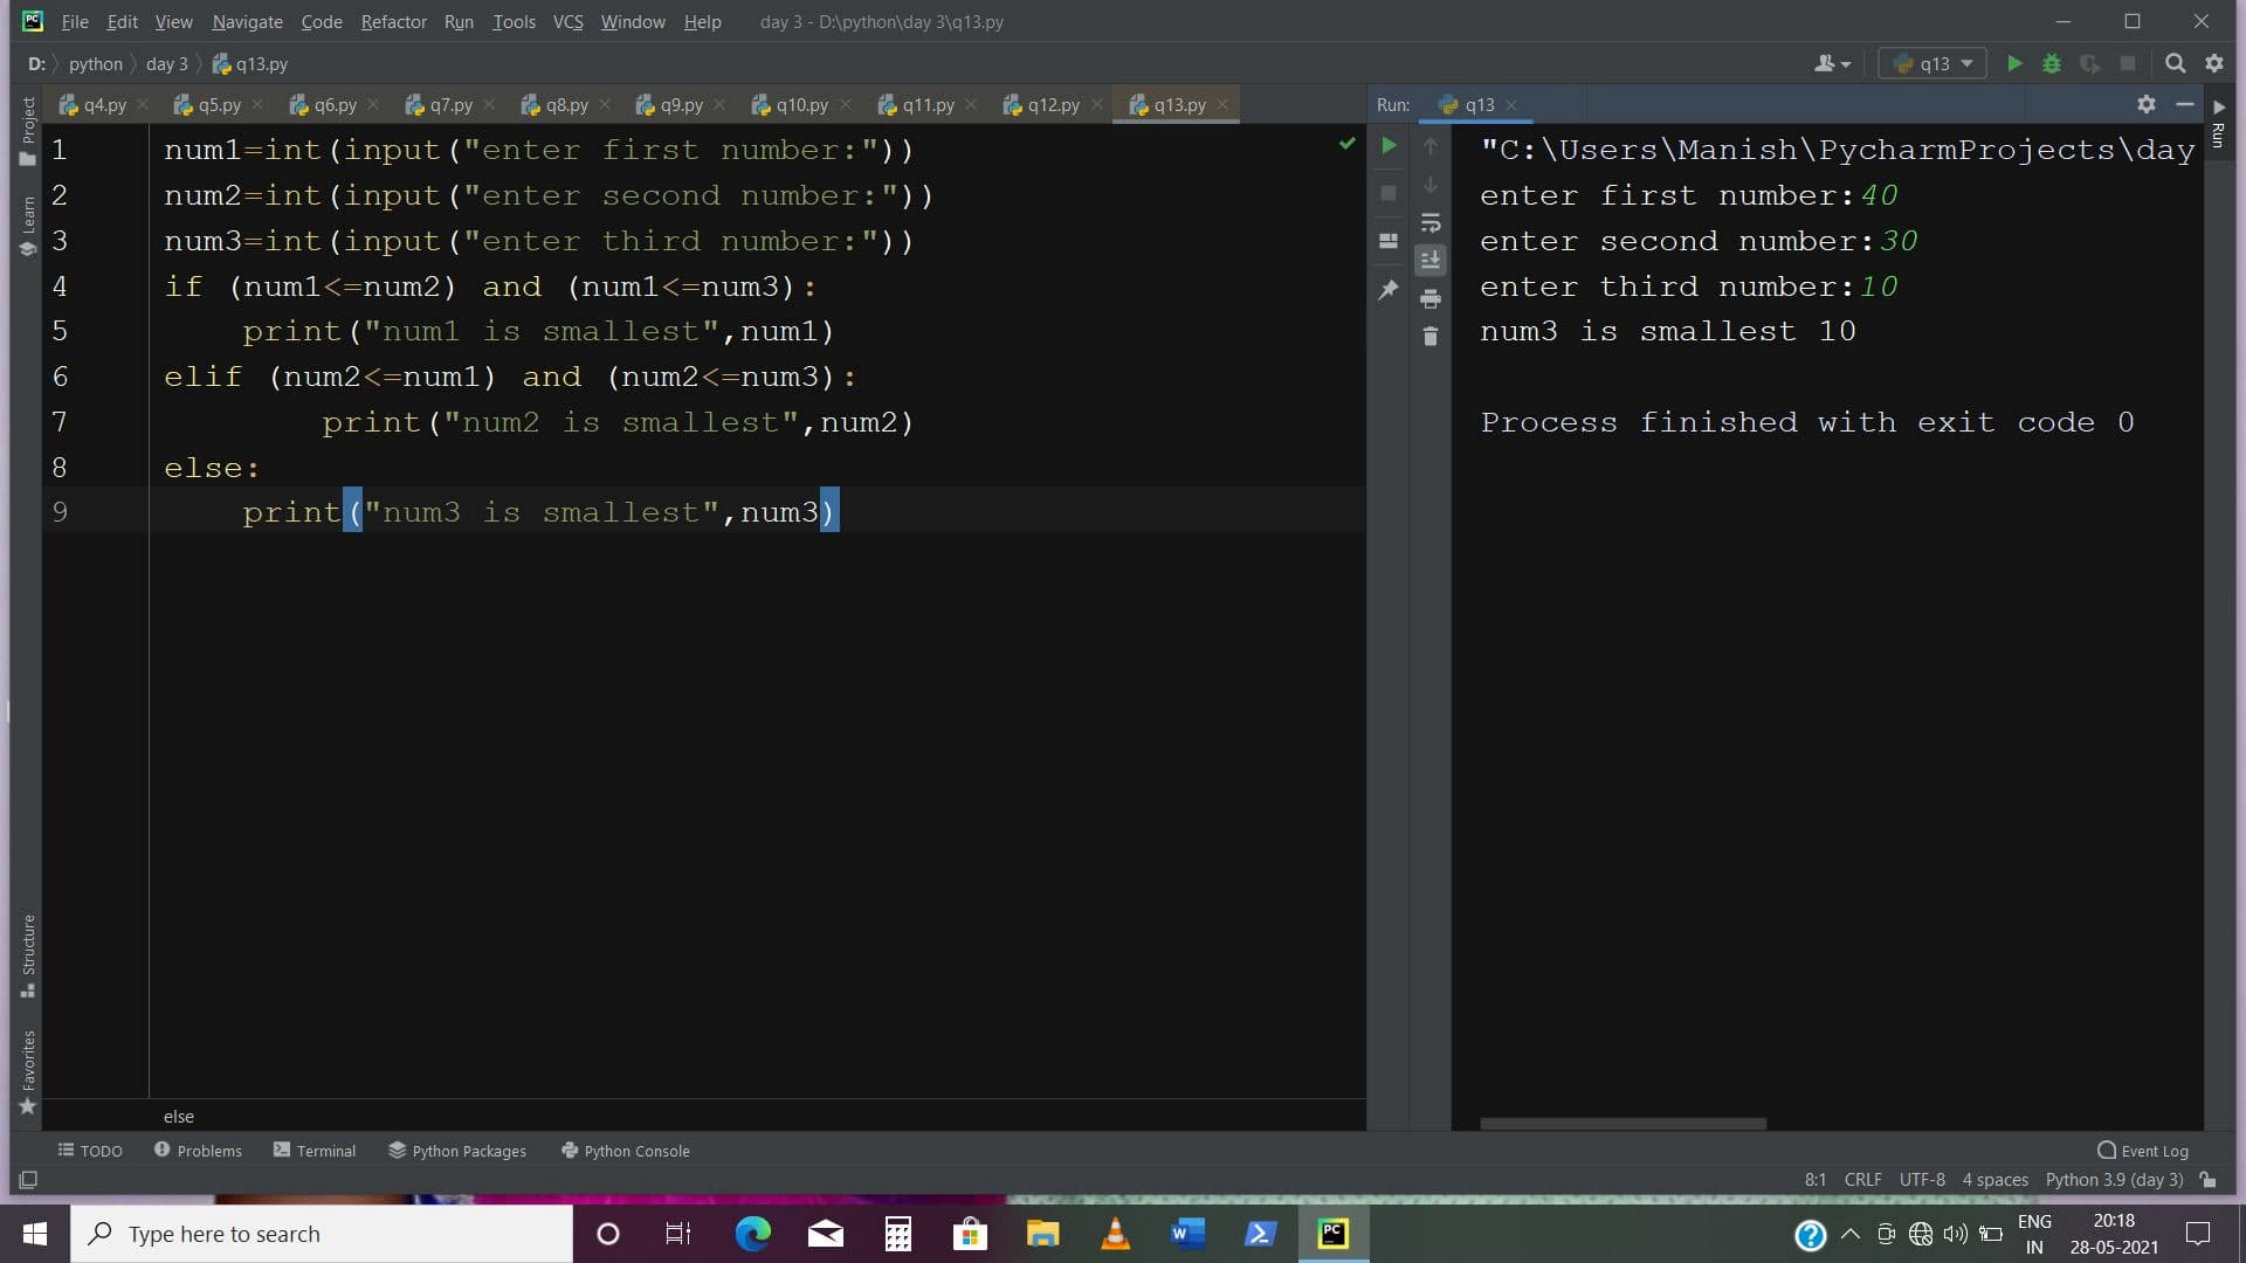 File Edit View Navigate Code Refactor Run Tools VCS Window Help day 3 - D:\python\day 3\q13.py
D: python day 3 q13.py q13
q4.py q5.py q6.py q7.py q8.py q9.py q10.py q11.py q12.py q13.py
Run: q13
Project
Learn
Structure
Favorites
Run
1 num1=int(input("enter first number:"))
2 num2=int(input("enter second number:"))
3 num3=int(input("enter third number:"))
4 if (num1<=num2) and (num1<=num3):
5     print("num1 is smallest",num1)
6 elif (num2<=num1) and (num2<=num3):
7         print("num2 is smallest",num2)
8 else:
9     print("num3 is smallest",num3)
else
"C:\Users\Manish\PycharmProjects\day
enter first number:40
enter second number:30
enter third number:10
num3 is smallest 10
Process finished with exit code 0
TODO Problems Terminal Python Packages Python Console Event Log
8:1 CRLF UTF-8 4 spaces Python 3.9 (day 3)
Type here to search
ENG
IN
20:18
28-05-2021